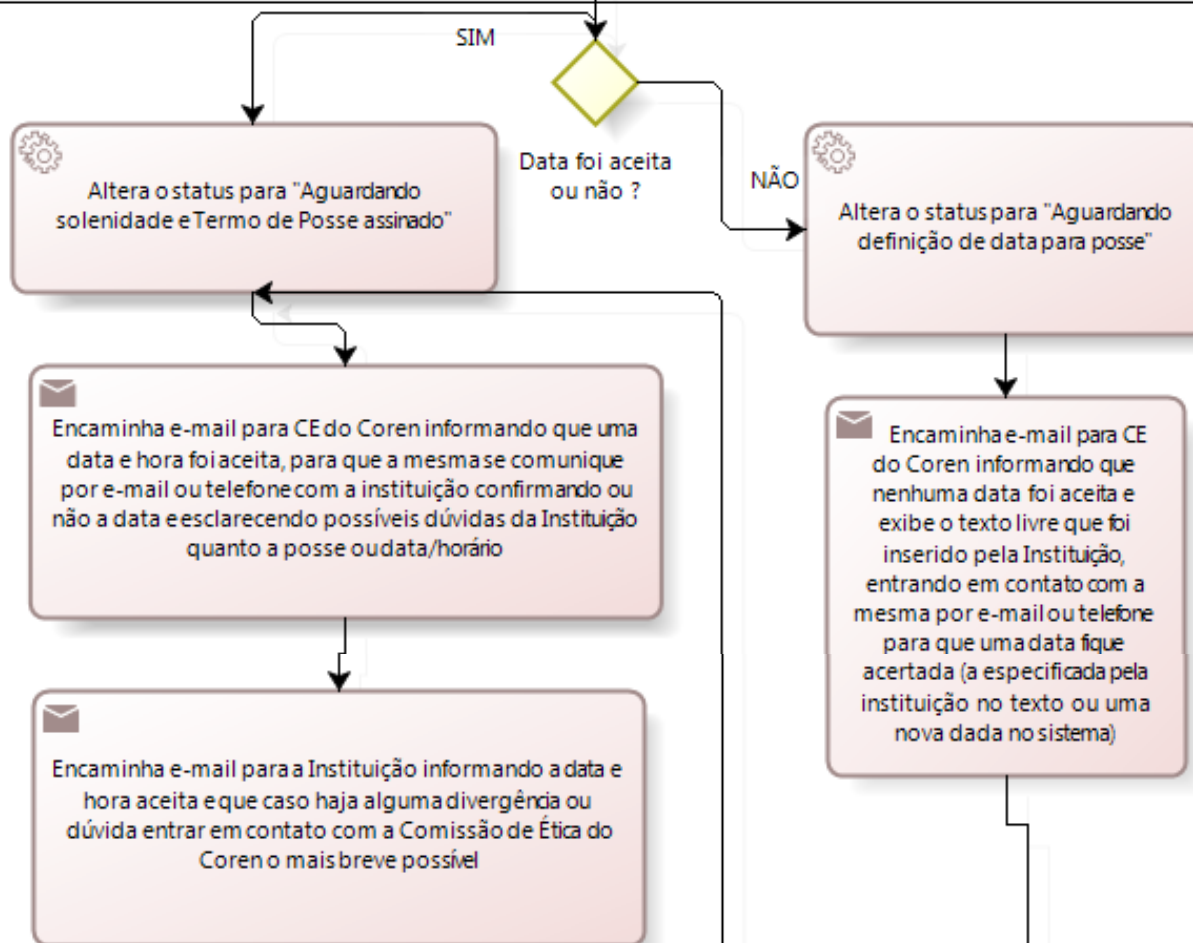 SIM
Data foi aceita
ou não ?
NÃO
Altera o status para "Aguardando
solenidade e Termo de Posse assinado"
Altera o status para "Aguardando
definição de data para posse"
Encaminha e-mail para CE do Coren informando que uma
data e hora foi aceita, para que a mesma se comunique
por e-mail ou telefone com a instituição confirmando ou
não a data e esclarecendo possíveis dúvidas da Instituição
quanto a posse ou data/horário
Encaminha e-mail para CE
do Coren informando que
nenhuma data foi aceita e
exibe o texto livre que foi
inserido pela Instituição,
entrando em contato com a
mesma por e-mail ou telefone
para que uma data fique
acertada (a especificada pela
instituição no texto ou uma
nova dada no sistema)
Encaminha e-mail para a Instituição informando a data e
hora aceita e que caso haja alguma divergência ou
dúvida entrar em contato com a Comissão de Ética do
Coren o mais breve possível